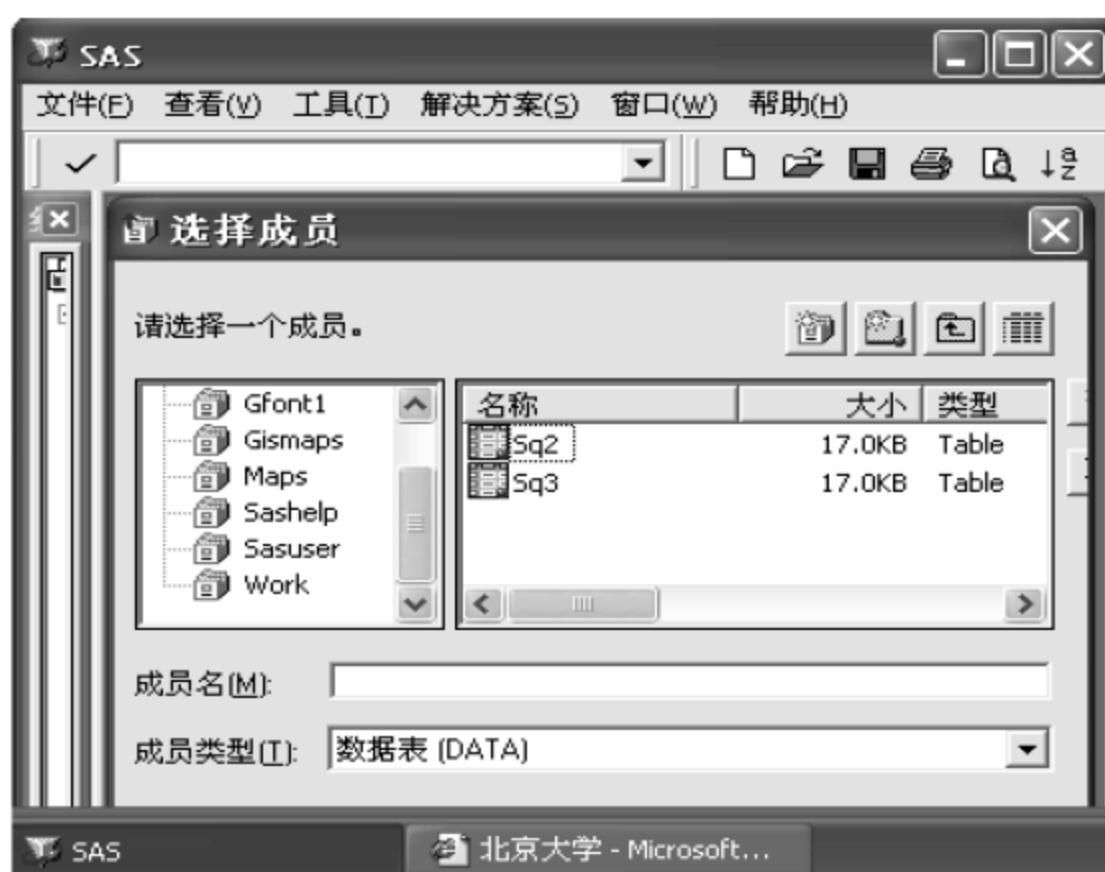 SAS
文件(F) 查看(V) 工具(T) 解决方案(S) 窗口(W) 帮助(H)
选择成员
请选择一个成员。
Gfont1
Gismaps
Maps
Sashelp
Sasuser
Work
名称 大小 类型
Sq2 17.0KB Table
Sq3 17.0KB Table
成员名(M):
成员类型(T): 数据表 (DATA)
SAS 北京大学 - Microsoft...